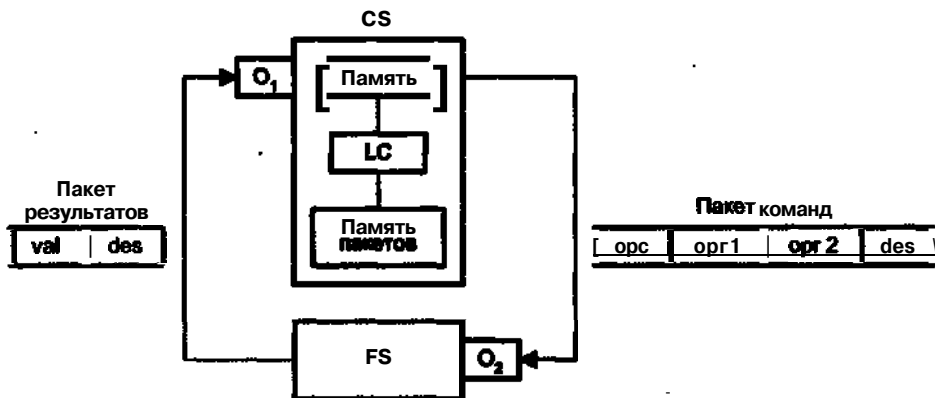 CS
O₁
Память
LC
Память
пакетов
Пакет
результатов
val | des
Пакет команд
[ opc | opr1 | opr 2 | des \
FS
O₂